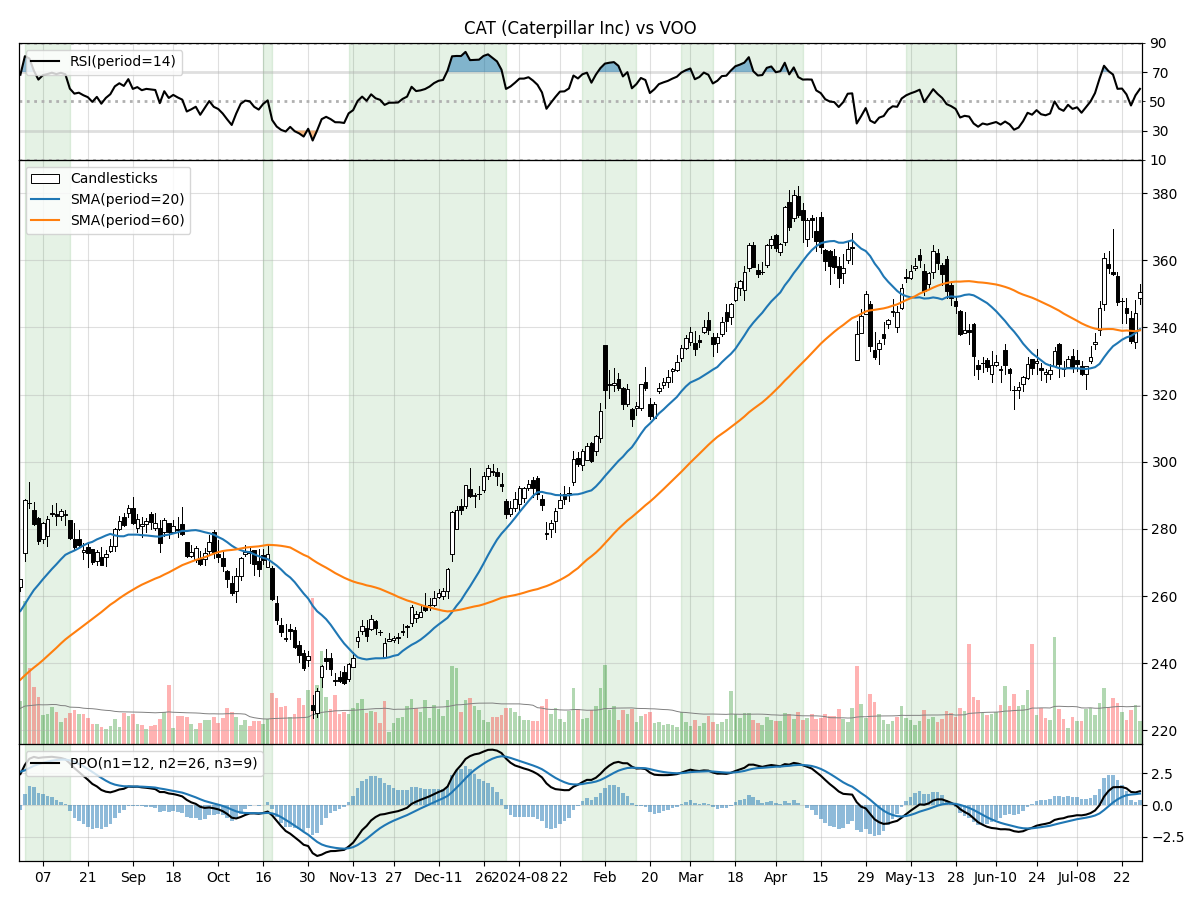 CAT (Caterpillar Inc) vs VOO
RSI(period=14)
90
70
50
30
10
Candlesticks
SMA(period=20)
SMA(period=60)
380
360
340
320
300
280
260
240
220
PPO(n1=12, n2=26, n3=9)
2.5
0.0
−2.5
07 21 Sep 18 Oct 16 30 Nov-13 27 Dec-11 26 2024-08 22 Feb 20 Mar 18 Apr 15 29 May-13 28 Jun-10 24 Jul-08 22